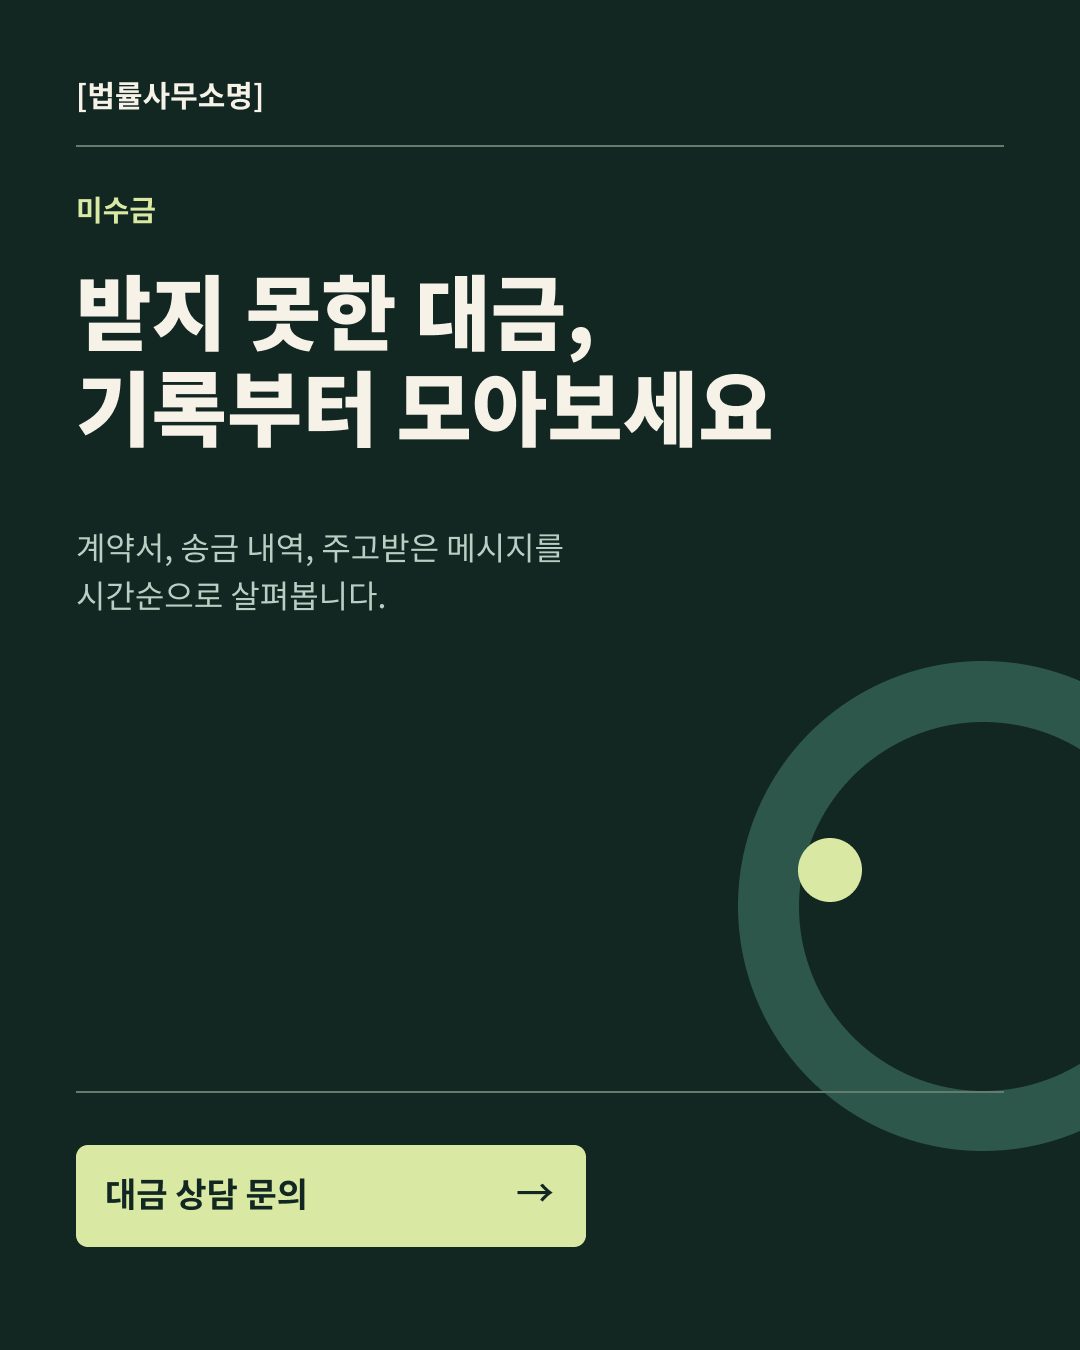 [법률사무소명]
미수금
받지 못한 대금,
기록부터 모아보세요
계약서, 송금 내역, 주고받은 메시지를
시간순으로 살펴봅니다.
대금 상담 문의 →